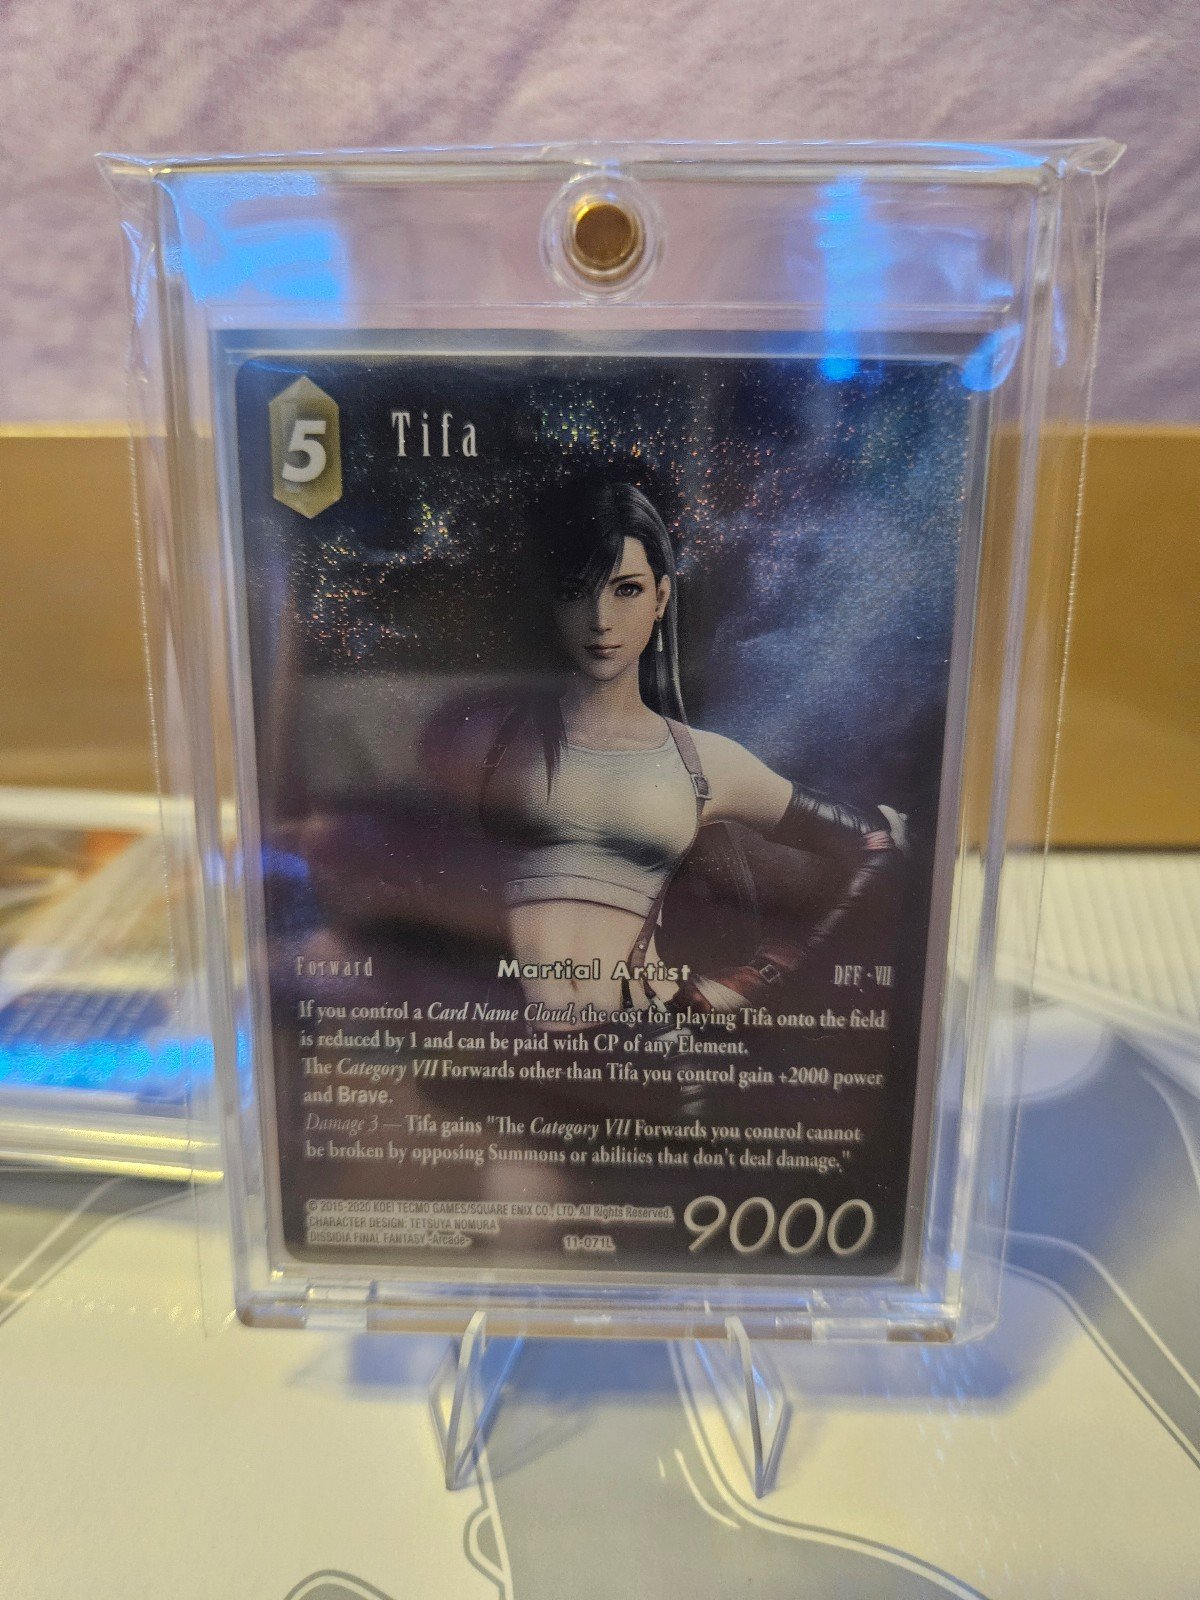 5
Tifa
Forward
Martial Artist
DFF · VII
If you control a Card Name Cloud, the cost for playing Tifa onto the field
is reduced by 1 and can be paid with CP of any Element.
The Category VII Forwards other than Tifa you control gain +2000 power
and Brave.
Damage 3 — Tifa gains "The Category VII Forwards you control cannot
be broken by opposing Summons or abilities that don't deal damage."
© 2015-2020 KOEI TECMO GAMES/SQUARE ENIX CO., LTD. All Rights Reserved.
CHARACTER DESIGN: TETSUYA NOMURA
DISSIDIA FINAL FANTASY -Arcade-
11-071L
9000